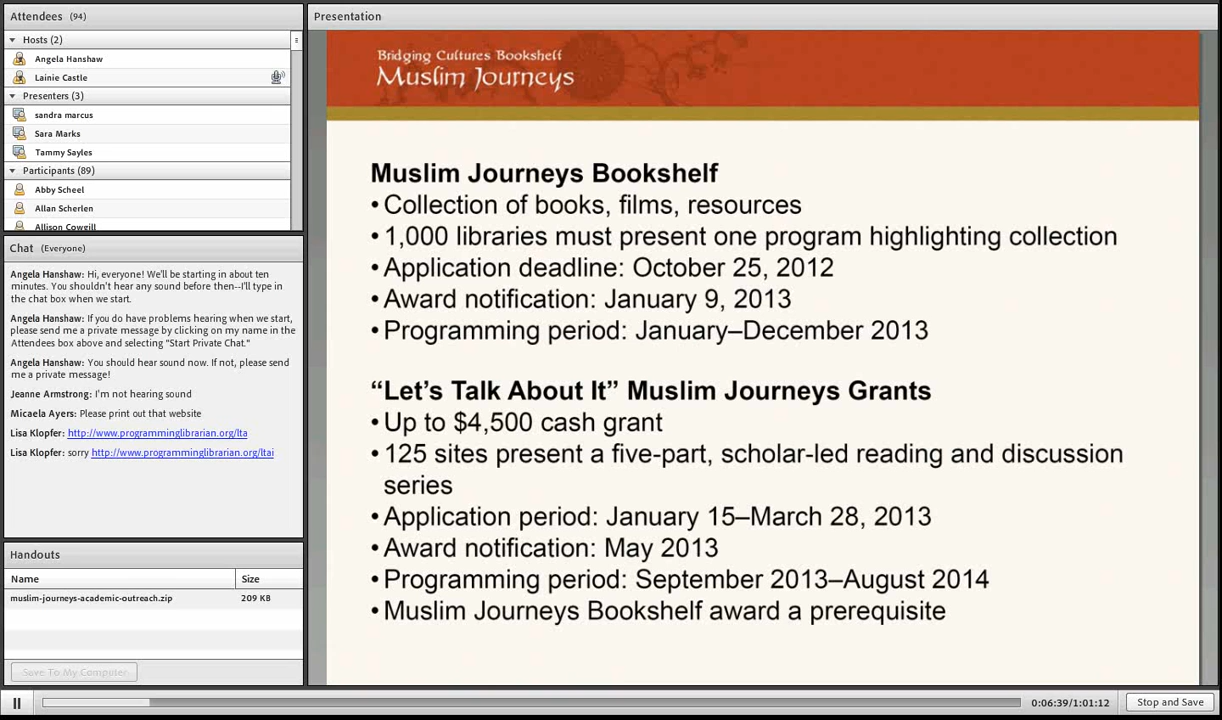 Attendees (94)
Hosts (2)
Angela Hanshaw
Lainie Castle
Presenters (3)
sandra marcus
Sara Marks
Tammy Sayles
Participants (89)
Abby Scheel
Allan Scherlen
Allison Cowgill
Chat (Everyone)
Angela Hanshaw: Hi, everyone! We'll be starting in about ten
minutes. You shouldn't hear any sound before then--I'll type in
the chat box when we start.
Angela Hanshaw: If you do have problems hearing when we start,
please send me a private message by clicking on my name in the
Attendees box above and selecting "Start Private Chat."
Angela Hanshaw: You should hear sound now. If not, please send
me a private message!
Jeanne Armstrong: I'm not hearing sound
Micaela Ayers: Please print out that website
Lisa Klopfer: http://www.programminglibrarian.org/lta
Lisa Klopfer: sorry http://www.programminglibrarian.org/ltai
Handouts
Name Size
muslim-journeys-academic-outreach.zip 209 KB
Save To My Computer
Presentation
Bridging Cultures Bookshelf
Muslim Journeys
Muslim Journeys Bookshelf
• Collection of books, films, resources
• 1,000 libraries must present one program highlighting collection
• Application deadline: October 25, 2012
• Award notification: January 9, 2013
• Programming period: January–December 2013
“Let’s Talk About It” Muslim Journeys Grants
• Up to $4,500 cash grant
• 125 sites present a five-part, scholar-led reading and discussion
series
• Application period: January 15–March 28, 2013
• Award notification: May 2013
• Programming period: September 2013–August 2014
• Muslim Journeys Bookshelf award a prerequisite
0:06:39/1:01:12 Stop and Save